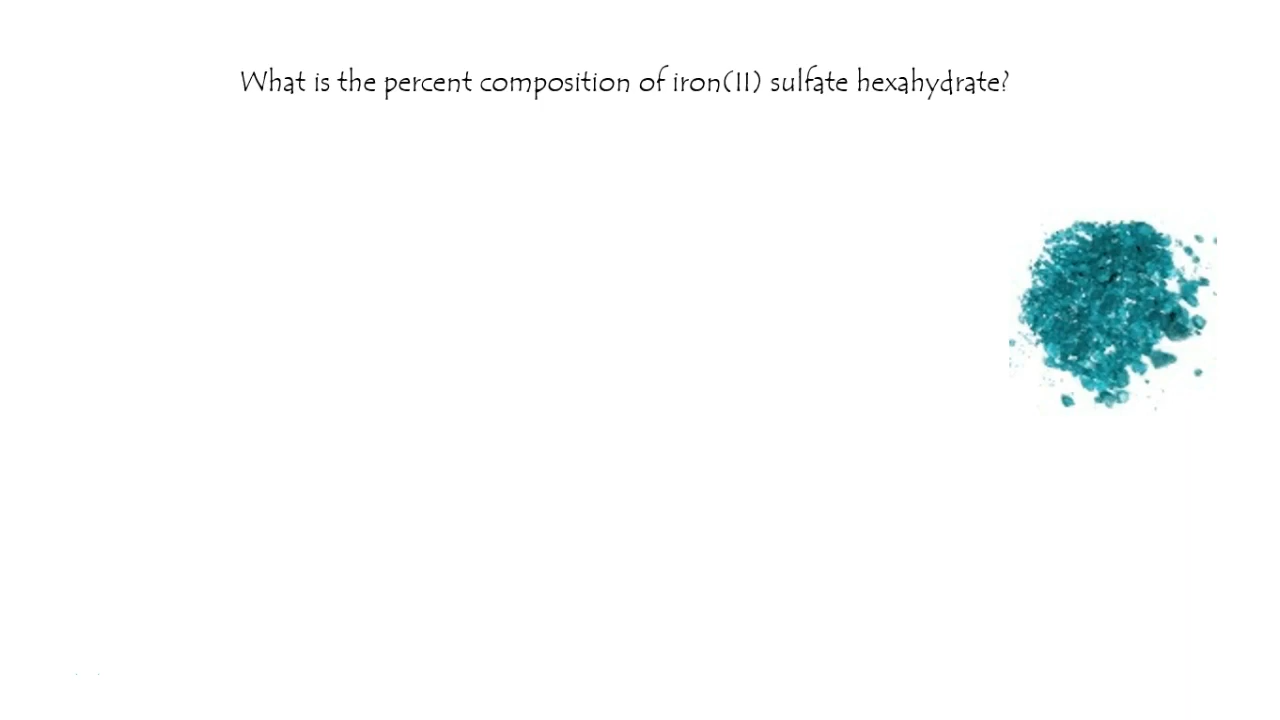 What is the percent composition of iron(II) sulfate hexahydrate?